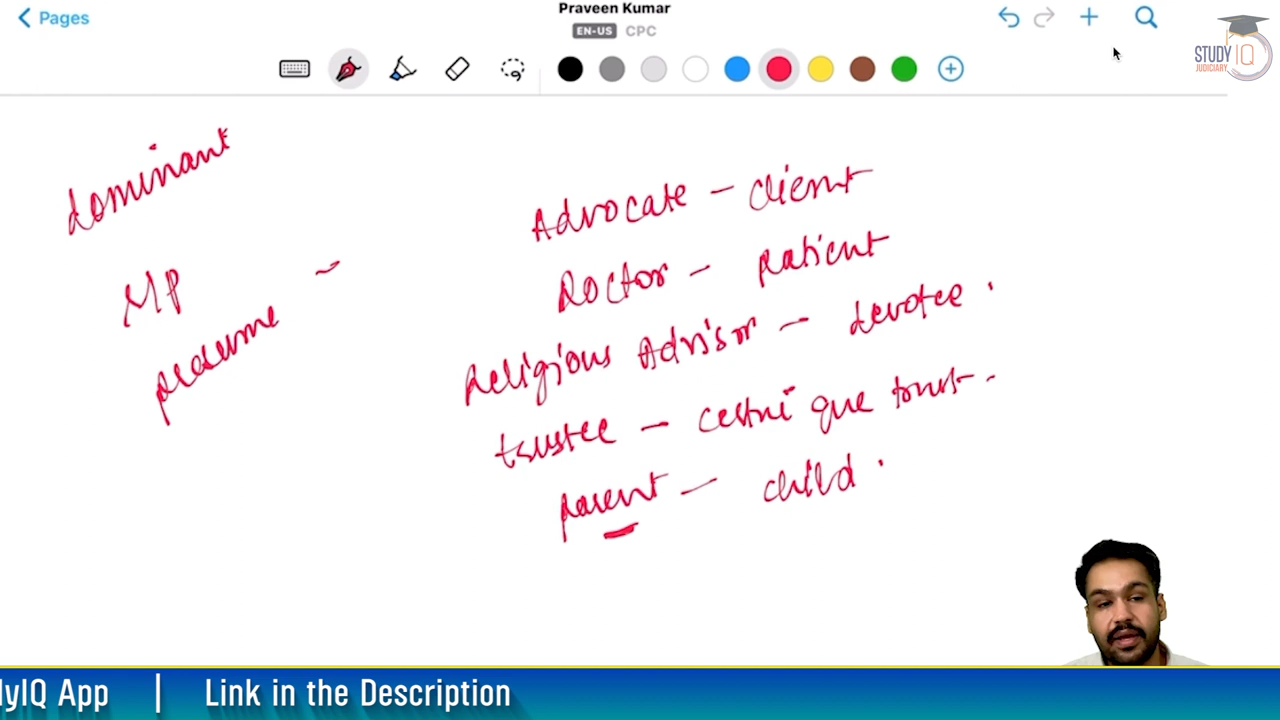 Pages
Praveen Kumar
EN-US CPC
STUDY IQ
JUDICIARY
dominant
MP
presume
Advocate - client
Doctor - patient
Religious Advisor - devotee.
trustee - cestui que trust -
parent - child.
dyIQ App | Link in the Description